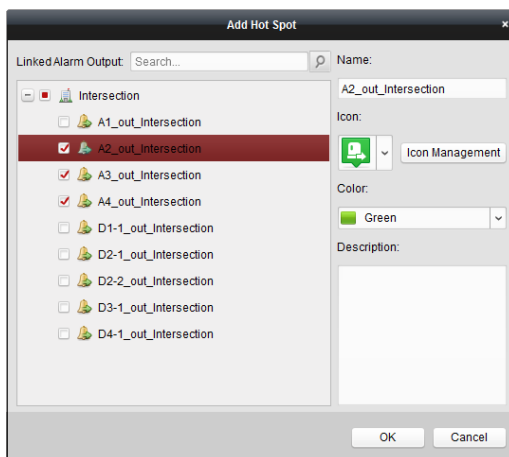 Add Hot Spot
×
Linked Alarm Output: Search...
Intersection
A1_out_Intersection
A2_out_Intersection
A3_out_Intersection
A4_out_Intersection
D1-1_out_Intersection
D2-1_out_Intersection
D2-2_out_Intersection
D3-1_out_Intersection
D4-1_out_Intersection
Name:
A2_out_Intersection
Icon:
Icon Management
Color:
Green
Description:
OK
Cancel